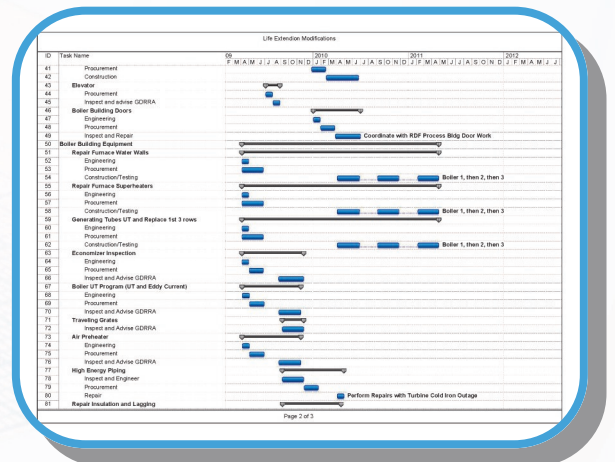 Life Extendion Modifications
ID Task Name 09 2010 2011 2012
F M A M J J A S O N D J F M A M J J A S O N D J F M A M J J A S O N D J F M A M J J
41 Procurement
42 Construction
43 Elevator
44 Procurement
45 Inspect and advise GDRRA
46 Boiler Building Doors
47 Engineering
48 Procurement
49 Inspect and Repair Coordinate with RDF Process Bldg Door Work
50 Boiler Building Equipment
51 Repair Furnace Water Walls
52 Engineering
53 Procurement
54 Construction/Testing Boiler 1, then 2, then 3
55 Repair Furnace Superheaters
56 Engineering
57 Procurement
58 Construction/Testing Boiler 1, then 2, then 3
59 Generating Tubes UT and Replace 1st 3 rows
60 Engineering
61 Procurement
62 Construction/Testing Boiler 1, then 2, then 3
63 Economizer Inspection
64 Engineering
65 Procurement
66 Inspect and Advise GDRRA
67 Boiler UT Program (UT and Eddy Current)
68 Engineering
69 Procurement
70 Inspect and Advise GDRRA
71 Traveling Grates
72 Inspect and Advise GDRRA
73 Air Preheater
74 Engineering
75 Procurement
76 Inspect and Advise GDRRA
77 High Energy Piping
78 Inspect and Engineer
79 Procurement
80 Repair Perform Repairs with Turbine Cold Iron Outage
81 Repair Insulation and Lagging
Page 2 of 3